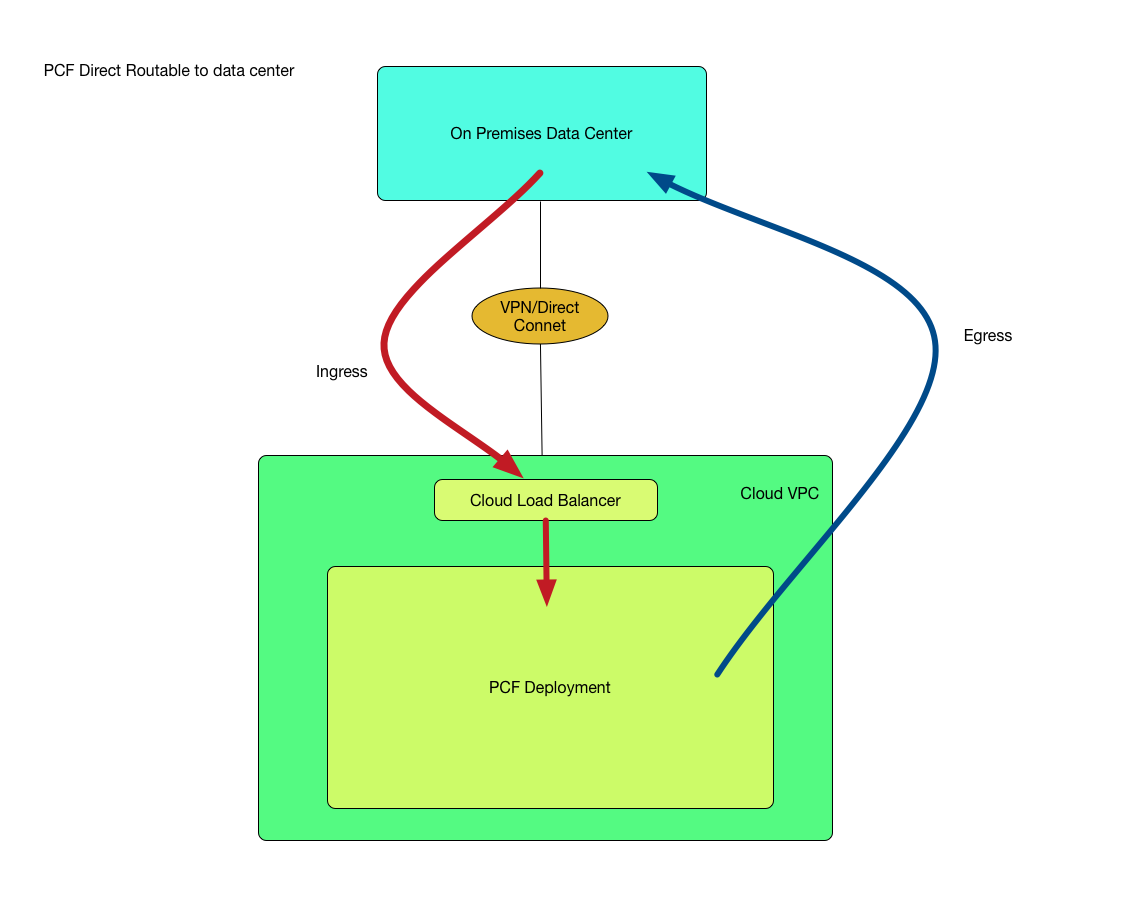 PCF Direct Routable to data center
On Premises Data Center
VPN/Direct
Connet
Egress
Ingress
Cloud VPC
Cloud Load Balancer
PCF Deployment